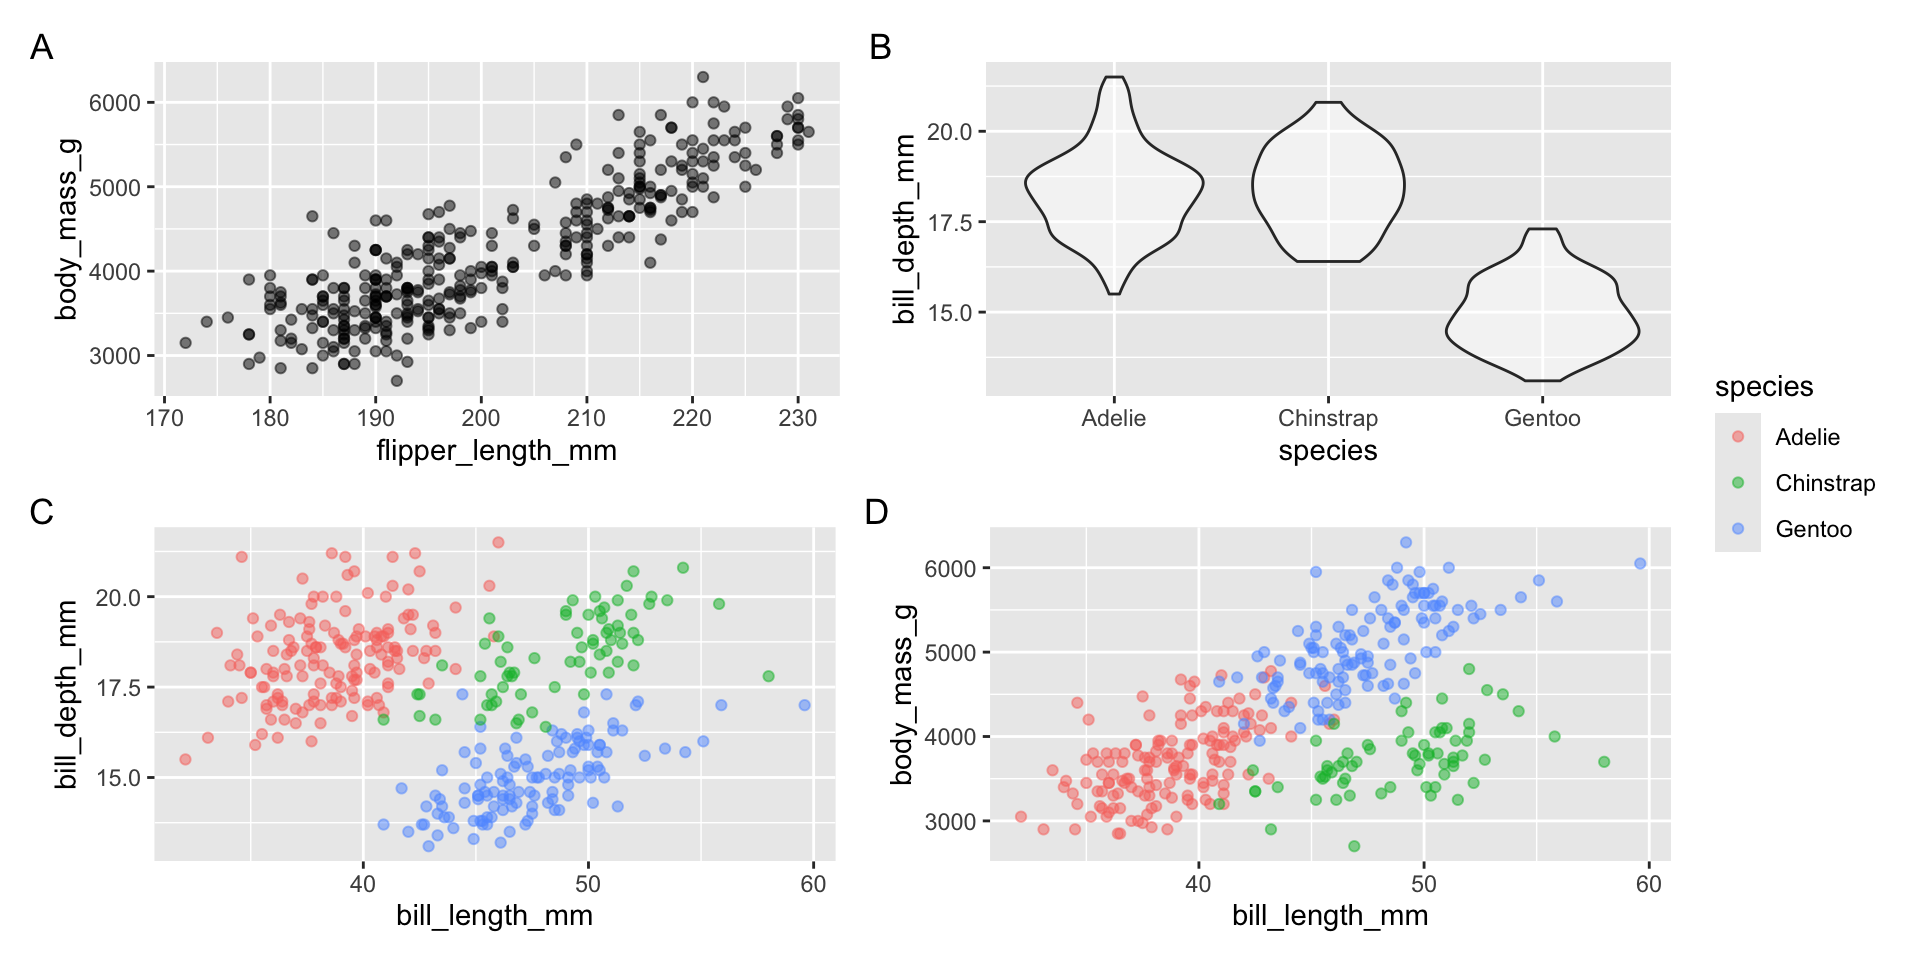 A
body_mass_g
6000
5000
4000
3000
170 180 190 200 210 220 230
flipper_length_mm
B
bill_depth_mm
20.0
17.5
15.0
Adelie Chinstrap Gentoo
species
C
bill_depth_mm
20.0
17.5
15.0
40 50 60
bill_length_mm
D
body_mass_g
6000
5000
4000
3000
40 50 60
bill_length_mm
species
Adelie
Chinstrap
Gentoo